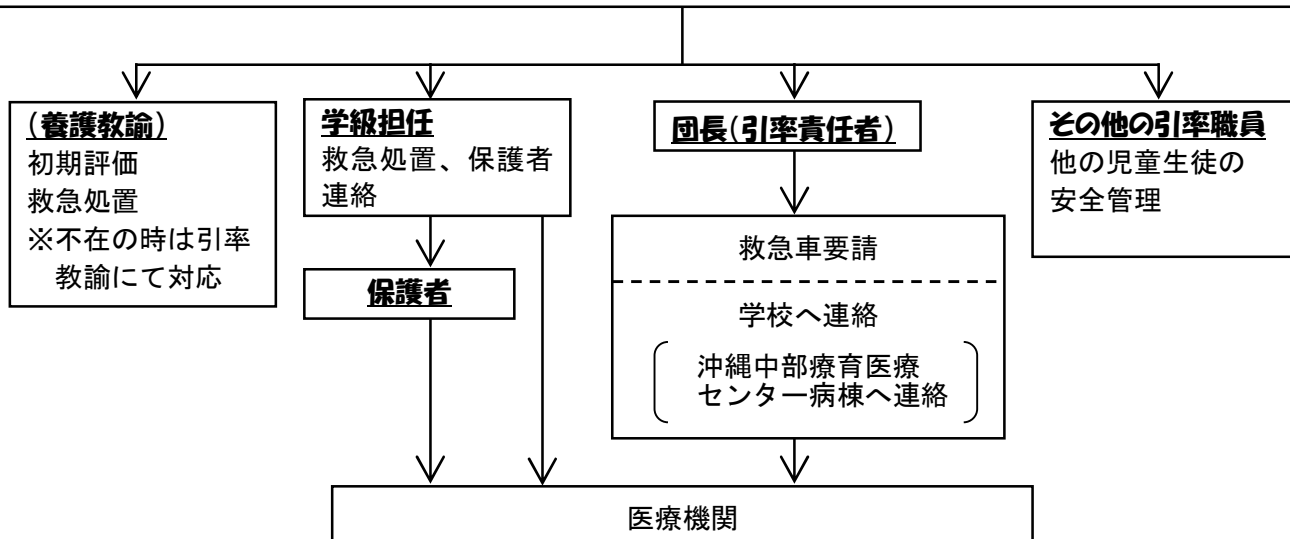 (養護教諭)
初期評価
救急処置
※不在の時は引率
教諭にて対応
学級担任
救急処置、保護者
連絡
保護者
団長(引率責任者)
救急車要請
学校へ連絡
沖縄中部療育医療
センター病棟へ連絡
その他の引率職員
他の児童生徒の
安全管理
医療機関